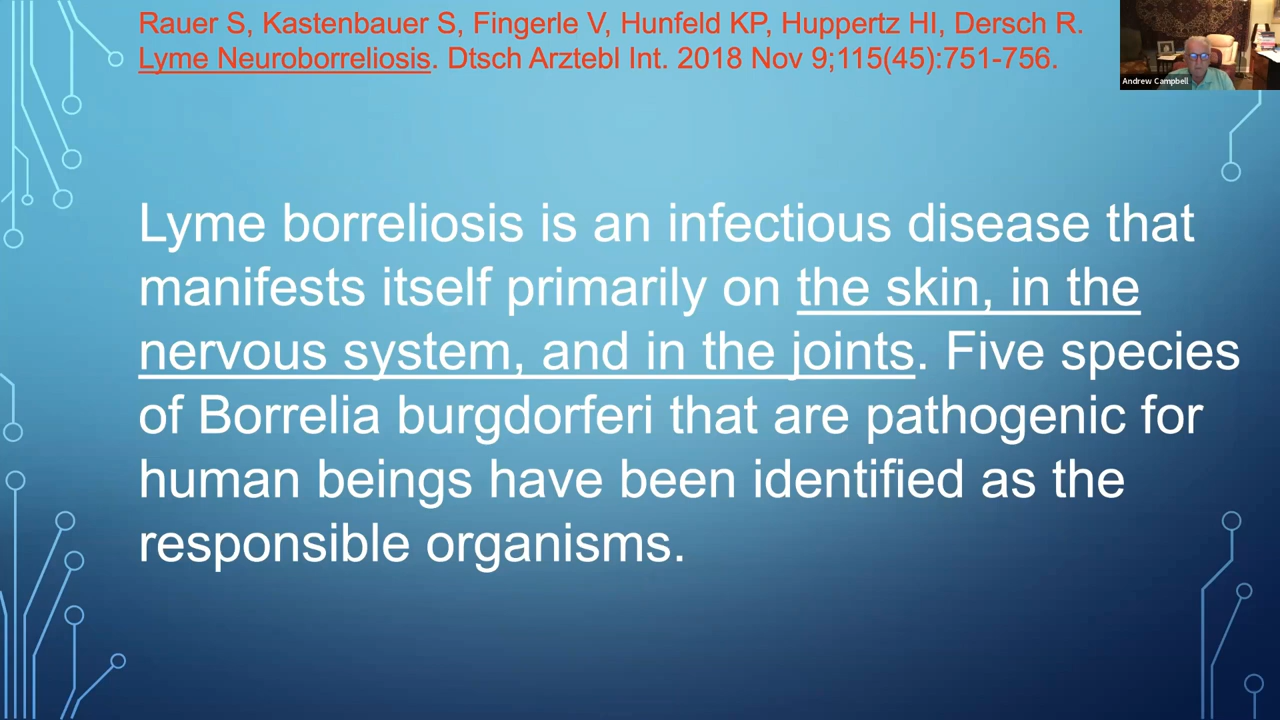 Rauer S, Kastenbauer S, Fingerle V, Hunfeld KP, Huppertz HI, Dersch R.
Lyme Neuroborreliosis. Dtsch Arztebl Int. 2018 Nov 9;115(45):751-756.
Andrew Campbell
Lyme borreliosis is an infectious disease that
manifests itself primarily on the skin, in the
nervous system, and in the joints. Five species
of Borrelia burgdorferi that are pathogenic for
human beings have been identified as the
responsible organisms.